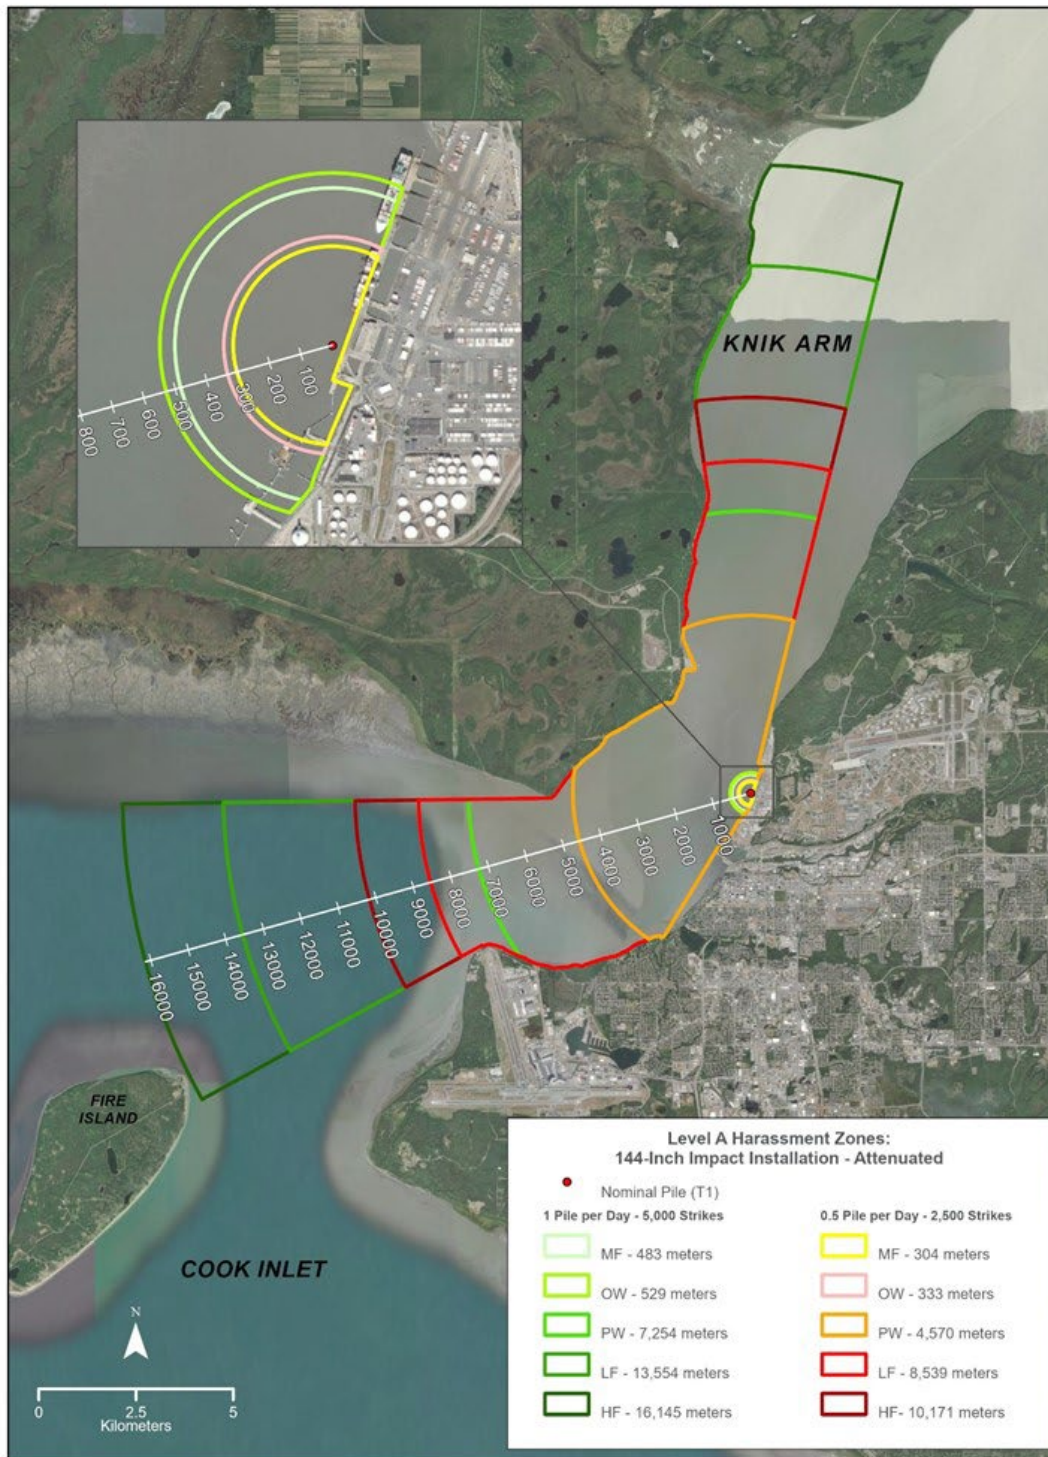 KNIK ARM
100
200
300
400
500
600
700
800
1000
2000
3000
4000
5000
6000
7000
8000
9000
10000
11000
12000
13000
14000
15000
16000
FIRE
ISLAND
COOK INLET
N
0 2.5 5
Kilometers
Level A Harassment Zones:
144-Inch Impact Installation - Attenuated
Nominal Pile (T1)
1 Pile per Day - 5,000 Strikes
MF - 483 meters
OW - 529 meters
PW - 7,254 meters
LF - 13,554 meters
HF - 16,145 meters
0.5 Pile per Day - 2,500 Strikes
MF - 304 meters
OW - 333 meters
PW - 4,570 meters
LF - 8,539 meters
HF- 10,171 meters